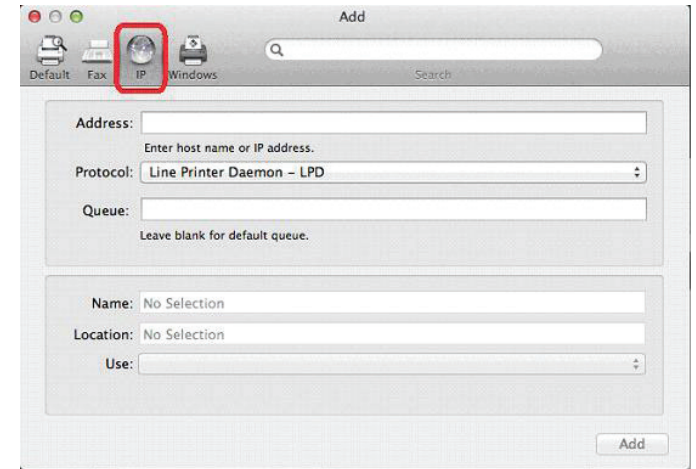 Add
Default Fax IP Windows
Search
Address:
Enter host name or IP address.
Protocol: Line Printer Daemon – LPD
Queue:
Leave blank for default queue.
Name: No Selection
Location: No Selection
Use:
Add